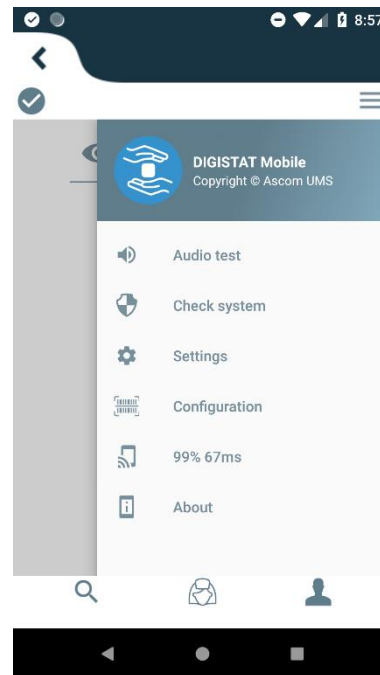 8:57
DIGISTAT Mobile
Copyright © Ascom UMS
Audio test
Check system
Settings
Configuration
99% 67ms
About